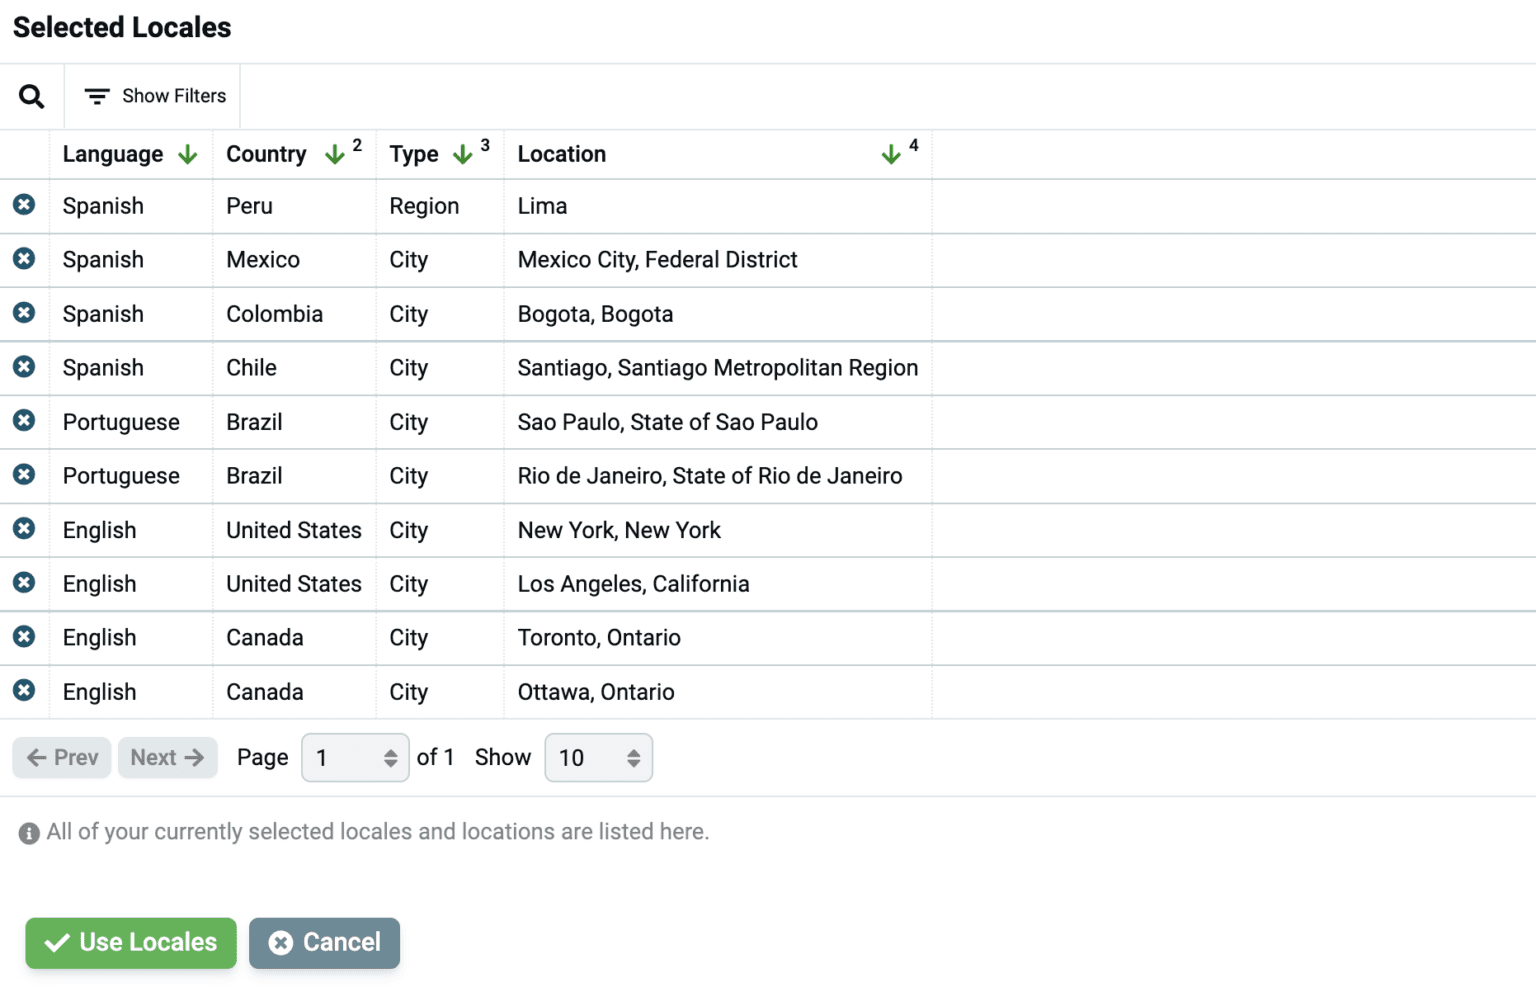 Selected Locales
Show Filters
Language Country 2 Type 3 Location 4
Spanish Peru Region Lima
Spanish Mexico City Mexico City, Federal District
Spanish Colombia City Bogota, Bogota
Spanish Chile City Santiago, Santiago Metropolitan Region
Portuguese Brazil City Sao Paulo, State of Sao Paulo
Portuguese Brazil City Rio de Janeiro, State of Rio de Janeiro
English United States City New York, New York
English United States City Los Angeles, California
English Canada City Toronto, Ontario
English Canada City Ottawa, Ontario
Prev Next Page 1 of 1 Show 10
All of your currently selected locales and locations are listed here.
Use Locales Cancel